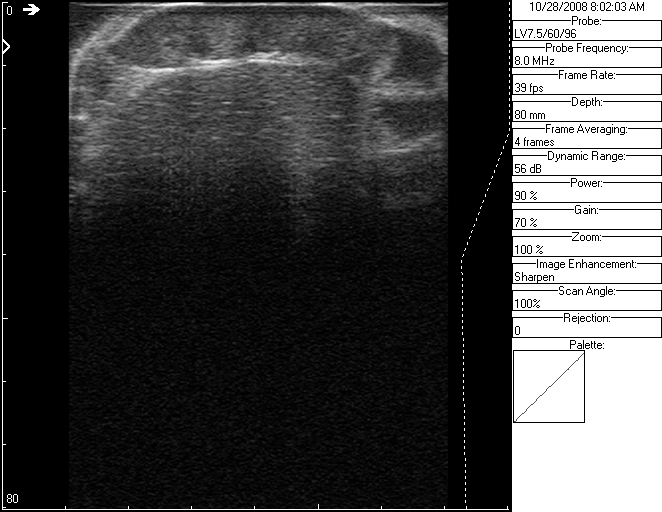 0
80
10/28/2008 8:02:03 AM
Probe:
LV7.5/60/96
Probe Frequency:
8.0 MHz
Frame Rate:
39 fps
Depth:
80 mm
Frame Averaging:
4 frames
Dynamic Range:
56 dB
Power:
90 %
Gain:
70 %
Zoom:
100 %
Image Enhancement:
Sharpen
Scan Angle:
100%
Rejection:
0
Palette: